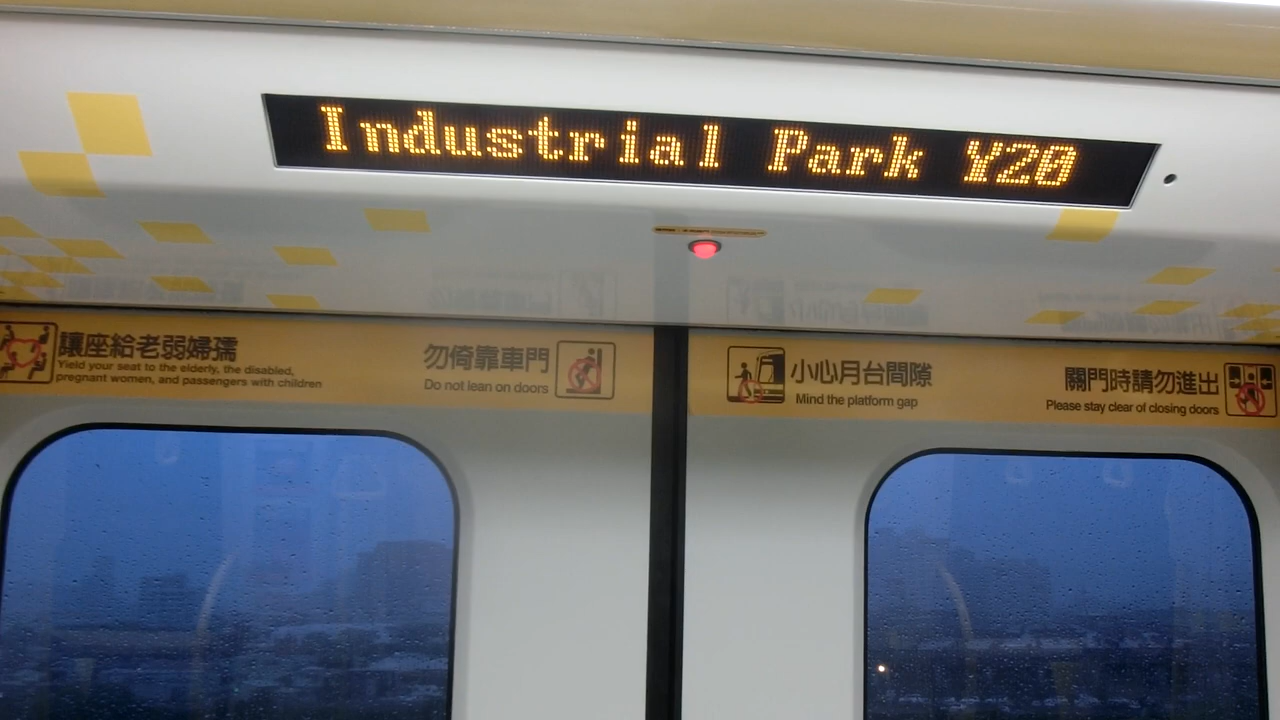 Industrial Park Y20
讓座給老弱婦孺
Yield your seat to the elderly, the disabled,
pregnant women, and passengers with children
勿倚靠車門
Do not lean on doors
小心月台間隙
Mind the platform gap
關門時請勿進出
Please stay clear of closing doors